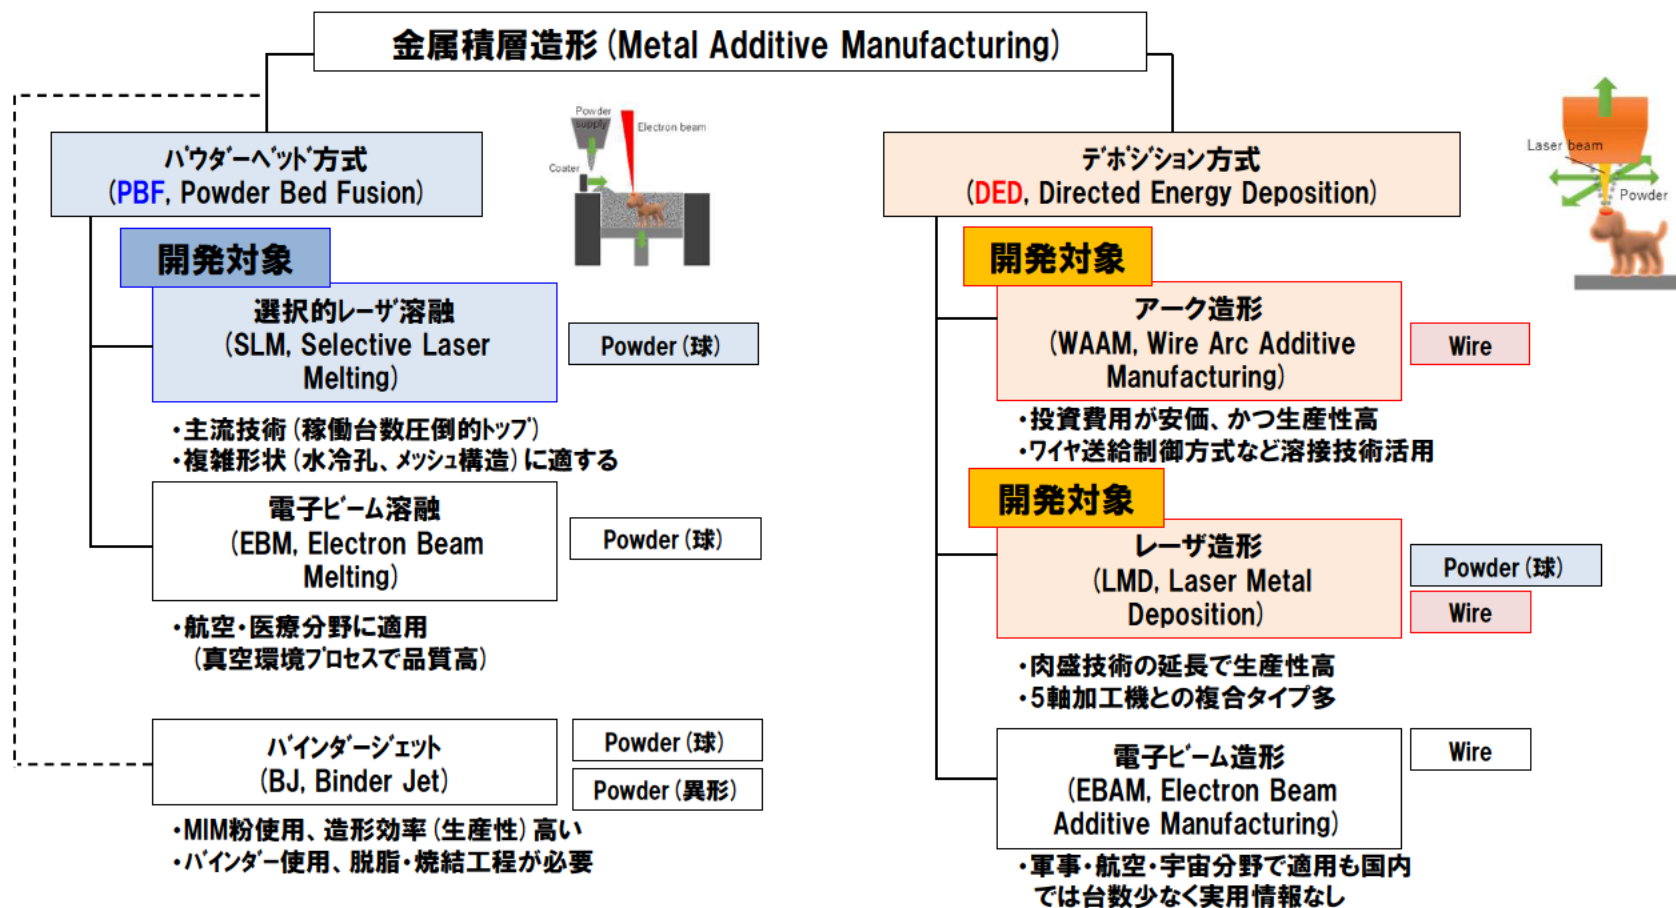 金属積層造形(Metal Additive Manufacturing)
パウダーベッド方式
(PBF, Powder Bed Fusion)
Powder
supply
Electron beam
Coater
開発対象
選択的レーザ溶融
(SLM, Selective Laser
Melting)
Powder(球)
・主流技術(稼働台数圧倒的トップ)
・複雑形状(水冷孔、メッシュ構造)に適する
電子ビーム溶融
(EBM, Electron Beam
Melting)
Powder(球)
・航空・医療分野に適用
(真空環境プロセスで品質高)
バインダージェット
(BJ, Binder Jet)
Powder(球)
Powder(異形)
・MIM粉使用、造形効率(生産性)高い
・バインダー使用、脱脂・焼結工程が必要
デポジション方式
(DED, Directed Energy Deposition)
Laser beam
Powder
開発対象
アーク造形
(WAAM, Wire Arc Additive
Manufacturing)
Wire
・投資費用が安価、かつ生産性高
・ワイヤ送給制御方式など溶接技術活用
開発対象
レーザ造形
(LMD, Laser Metal
Deposition)
Powder(球)
Wire
・肉盛技術の延長で生産性高
・5軸加工機との複合タイプ多
電子ビーム造形
(EBAM, Electron Beam
Additive Manufacturing)
Wire
・軍事・航空・宇宙分野で適用も国内
では台数少なく実用情報なし